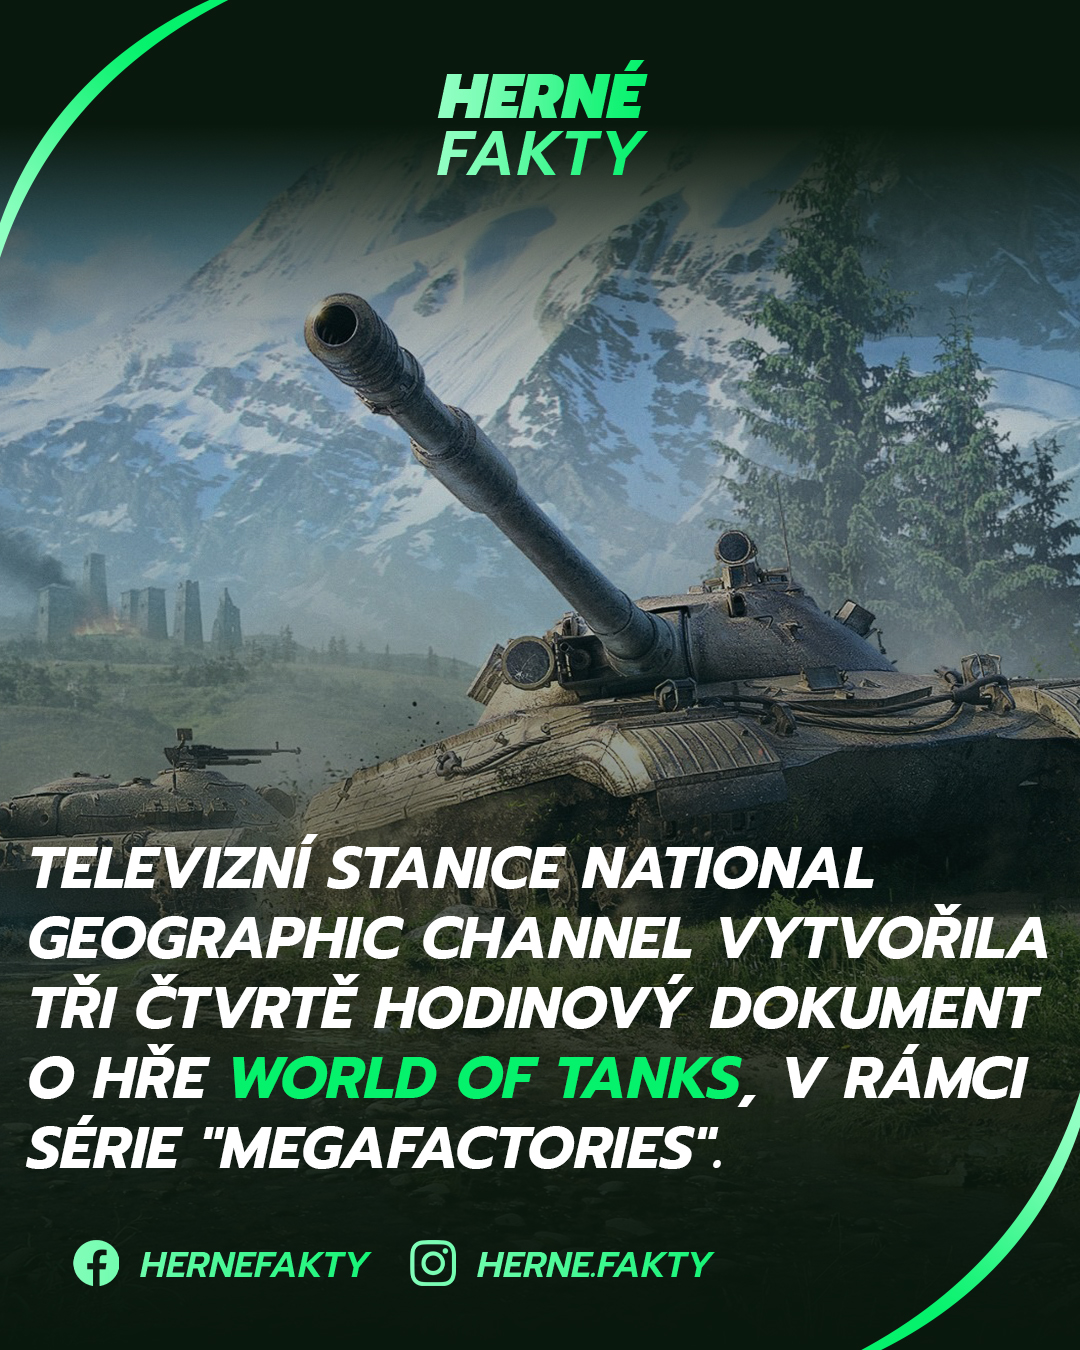 HERNÉ
FAKTY
TELEVIZNÍ STANICE NATIONAL
GEOGRAPHIC CHANNEL VYTVOŘILA
TŘI ČTVRTĚ HODINOVÝ DOKUMENT
O HŘE WORLD OF TANKS, V RÁMCI
SÉRIE "MEGAFACTORIES".
HERNEFAKTY HERNE.FAKTY